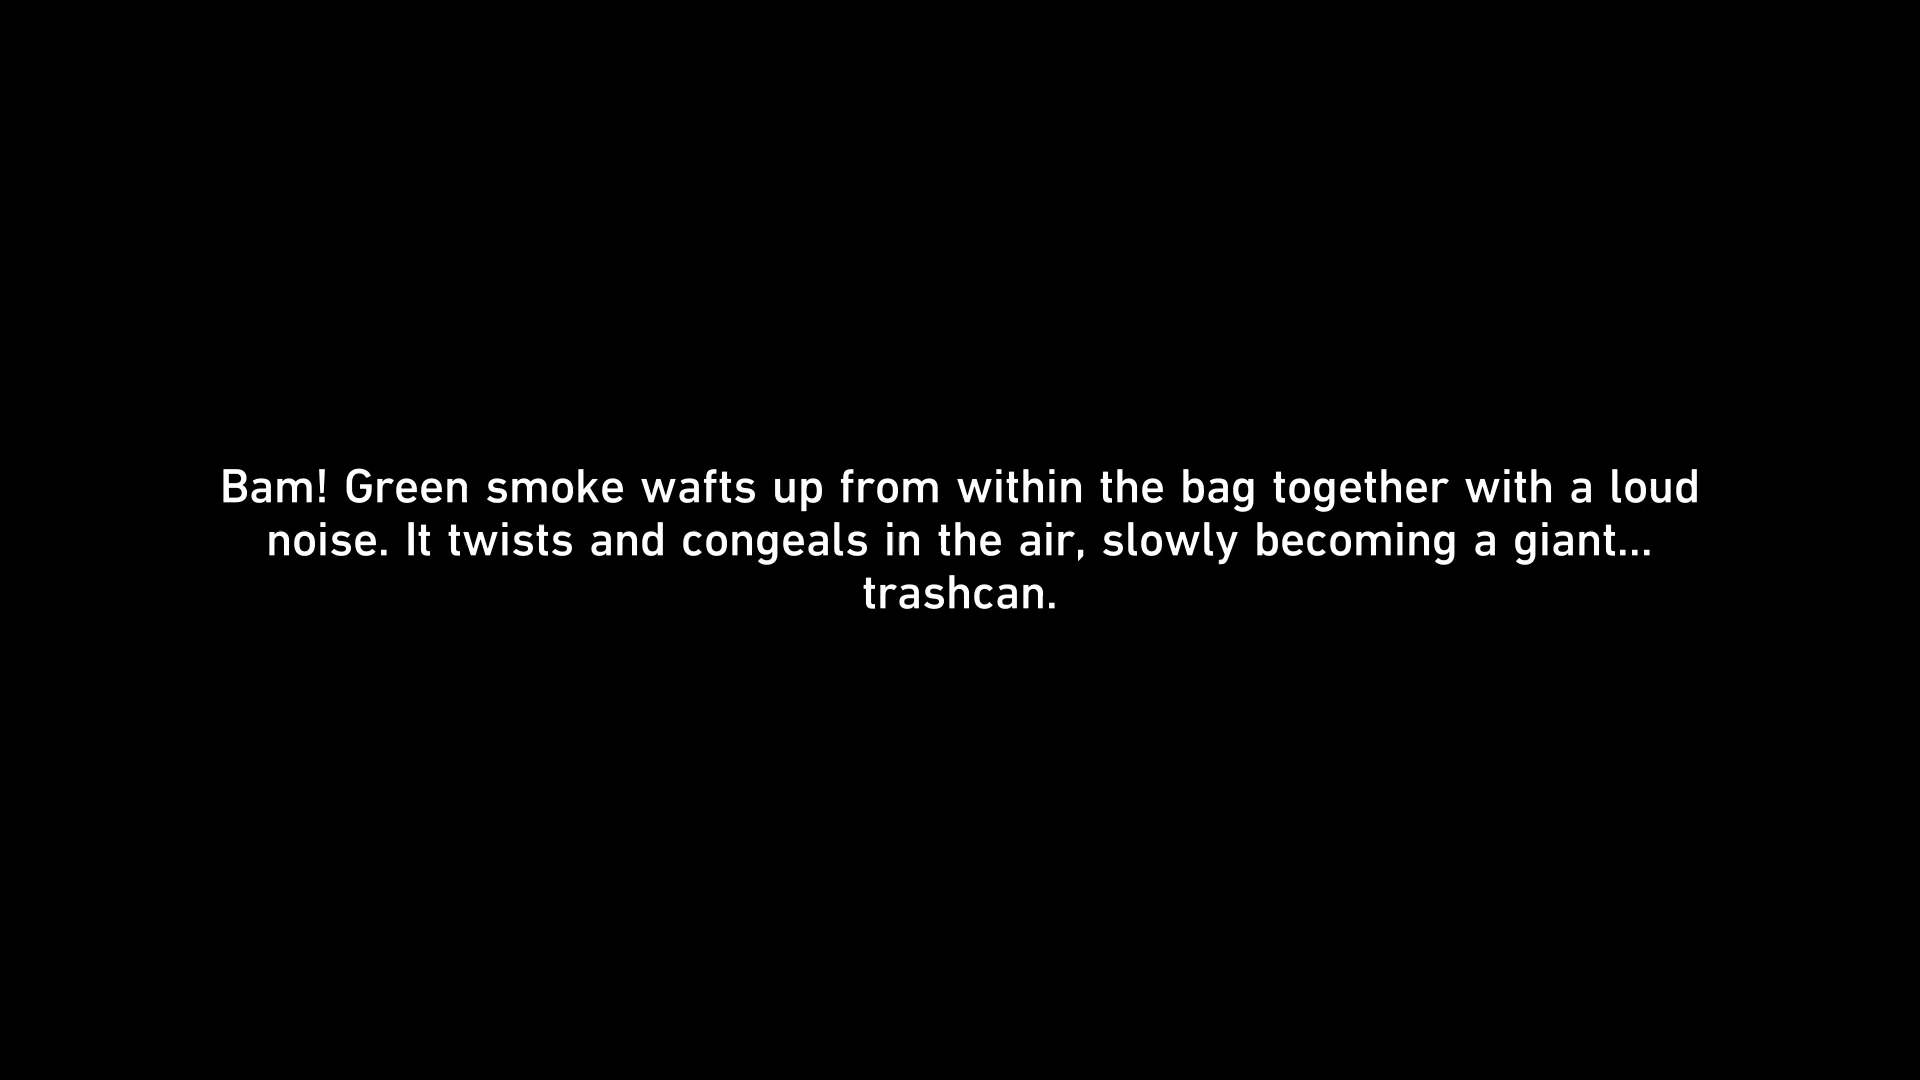 Bam! Green smoke wafts up from within the bag together with a loud
noise. It twists and congeals in the air, slowly becoming a giant...
trashcan.